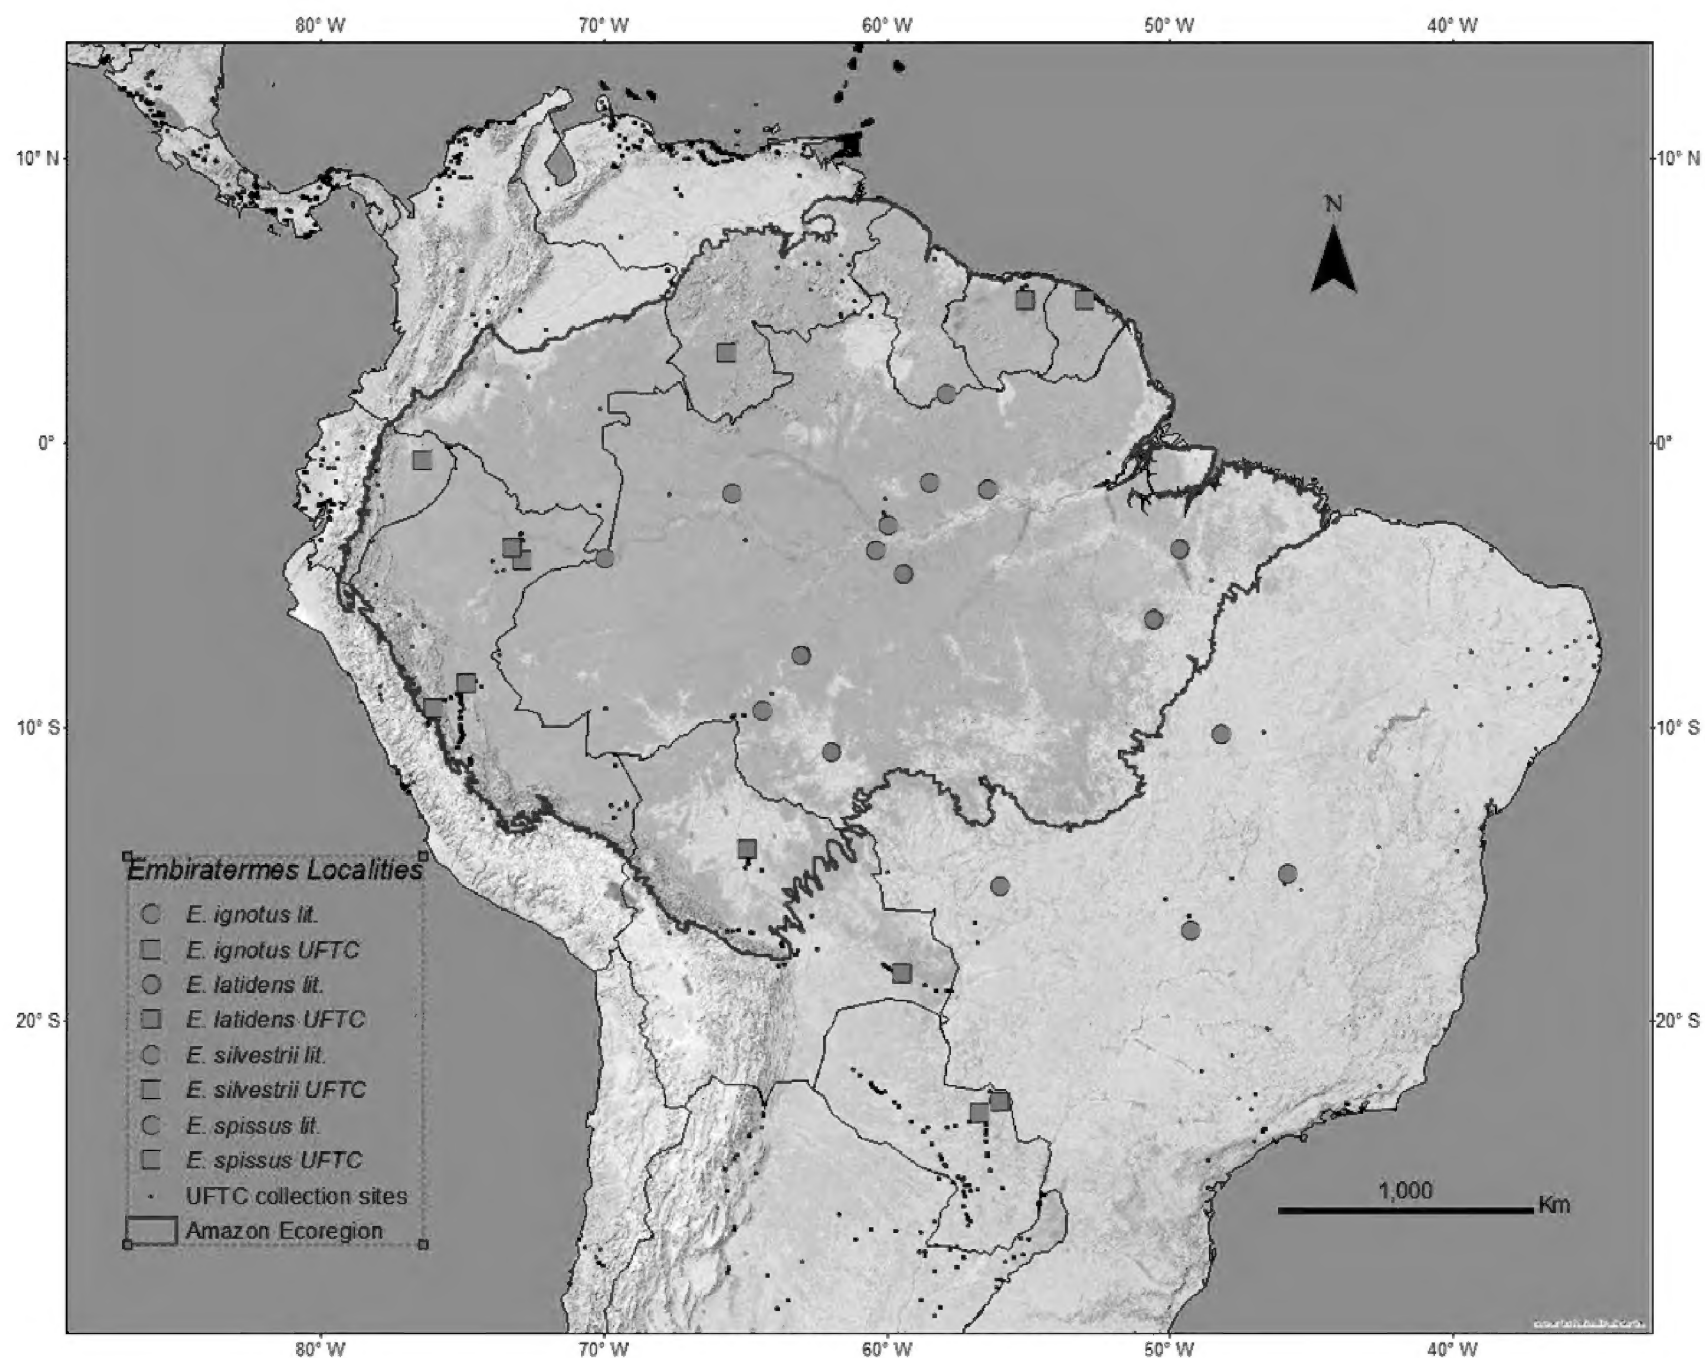 80° W 70° W 60° W 50° W 40° W
10° N 10° N
N
0° 0°
10° S 10° S
Embiratermes Localities
E. ignotus lit.
E. ignotus UFTC
E. latidens lit.
E. latidens UFTC
E. silvestrii lit.
E. silvestrii UFTC
E. spissus lit.
E. spissus UFTC
UFTC collection sites
Amazon Ecoregion
20° S 20° S
1,000
Km
80° W 70° W 60° W 50° W 40° W